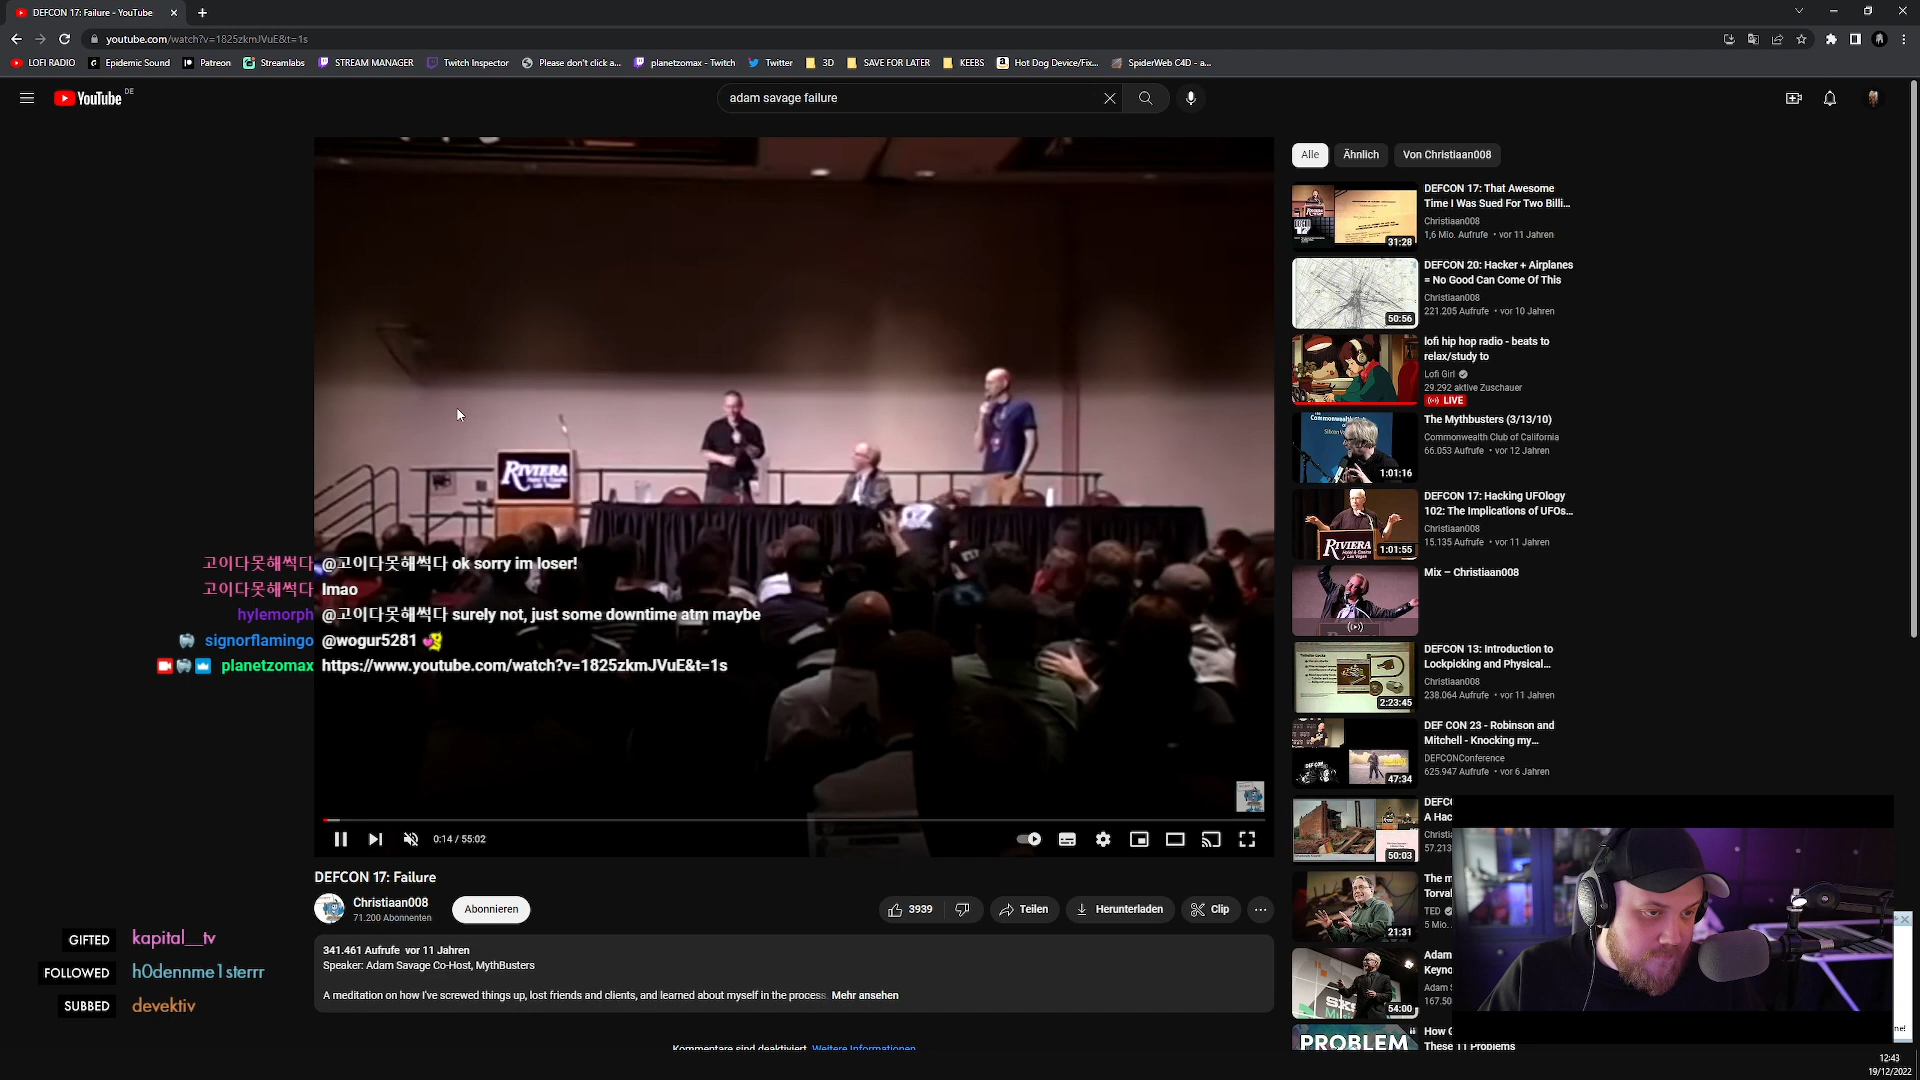 DEFCON 17: Failure - YouTube
youtube.com/watch?v=1825zkmJVuE&t=1s
LOFI RADIO Epidemic Sound Patreon Streamlabs STREAM MANAGER Twitch Inspector Please don't click a... planetzomax - Twitch Twitter 3D SAVE FOR LATER KEEBS Hot Dog Device/Fix... SpiderWeb C4D - a...
YouTube DE
adam savage failure
RIVIERA
고이다못해썩다 @고이다못해썩다 ok sorry im loser!
고이다못해썩다 lmao
hylemorph @고이다못해썩다 surely not, just some downtime atm maybe
signorflamingo @wogur5281
planetzomax https://www.youtube.com/watch?v=1825zkmJVuE&t=1s
0:14 / 55:02
DEFCON 17: Failure
Christiaan008
71.200 Abonnenten
Abonnieren
3939
Teilen
Herunterladen
Clip
341.461 Aufrufe vor 11 Jahren
Speaker: Adam Savage Co-Host, MythBusters
A meditation on how I've screwed things up, lost friends and clients, and learned about myself in the process. Mehr ansehen
Kommentare sind deaktiviert. Weitere Informationen
GIFTED kapital__tv
FOLLOWED h0dennme1sterrr
SUBBED devektiv
Alle Ähnlich Von Christiaan008
DEFCON 17: That Awesome
Time I Was Sued For Two Billi...
Christiaan008
1,6 Mio. Aufrufe • vor 11 Jahren
31:28
DEFCON 20: Hacker + Airplanes
= No Good Can Come Of This
Christiaan008
221.205 Aufrufe • vor 10 Jahren
50:56
lofi hip hop radio - beats to
relax/study to
Lofi Girl
29.292 aktive Zuschauer
LIVE
The Mythbusters (3/13/10)
Commonwealth Club of California
66.053 Aufrufe • vor 12 Jahren
1:01:16
DEFCON 17: Hacking UFOlogy
102: The Implications of UFOs...
Christiaan008
15.135 Aufrufe • vor 11 Jahren
RIVIERA
1:01:55
Mix – Christiaan008
DEFCON 13: Introduction to
Lockpicking and Physical...
Christiaan008
238.064 Aufrufe • vor 11 Jahren
2:23:45
DEF CON 23 - Robinson and
Mitchell - Knocking my...
DEFCONConference
625.947 Aufrufe • vor 6 Jahren
47:34
DEFC
A Hac
Christia
57.213
50:03
The m
Torval
TED
5 Mio.
21:31
Adam
Keyno
Adam S
167.50
54:00
How G
These 11 Problems
PROBLEM
ne!
12:43
19/12/2022